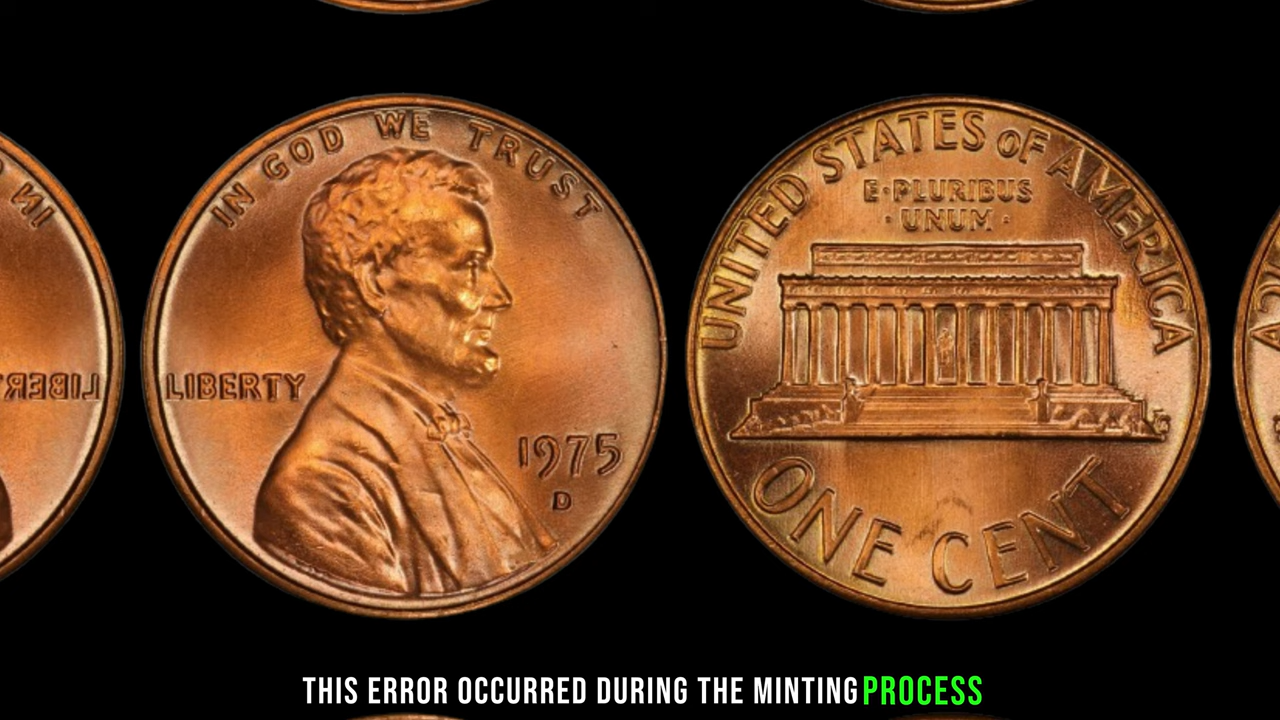 IN GOD WE TRUST
LIBERTY
1975
D
UNITED STATES OF AMERICA
E·PLURIBUS
·UNUM·
ONE CENT
THIS ERROR OCCURRED DURING THE MINTING PROCESS